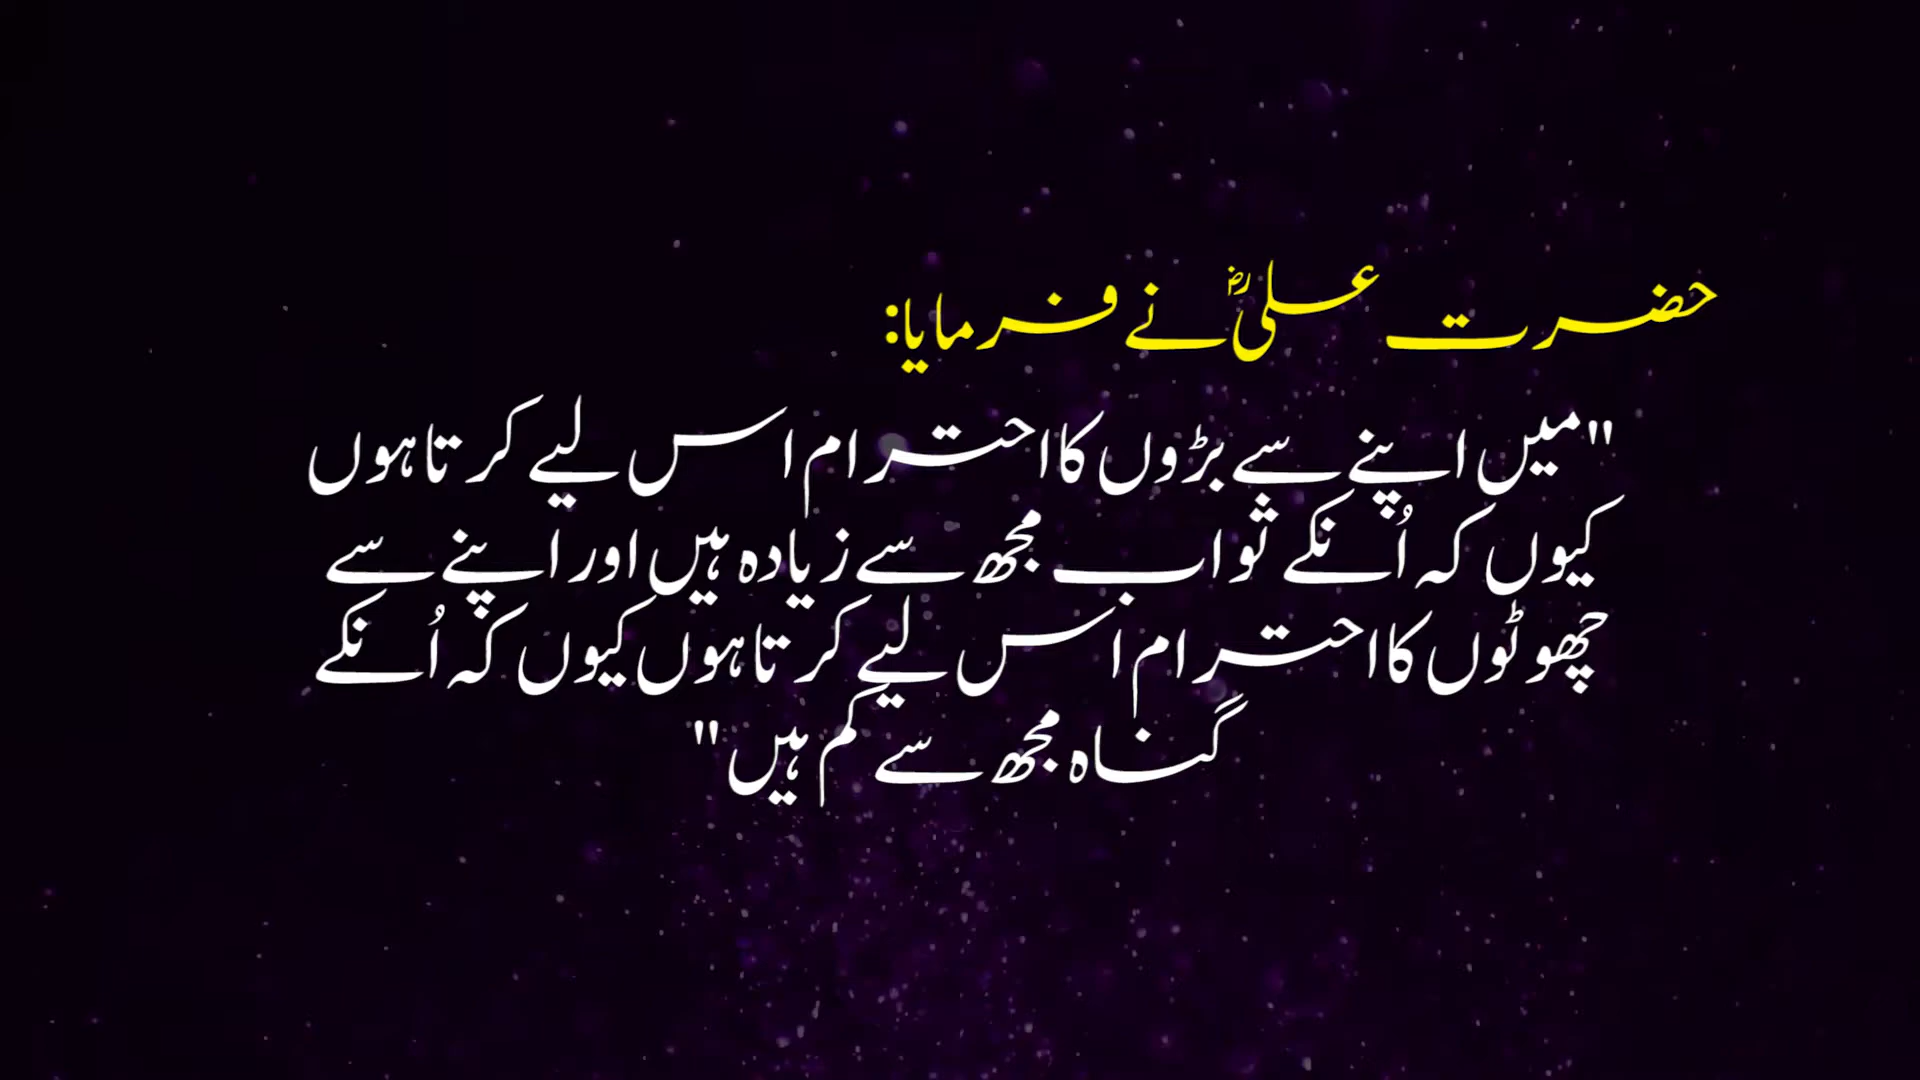 حضرت علیؓ نے فرمایا:
"میں اپنے سے بڑوں کا احترام اس لیے کرتا ہوں
کیوں کہ اُنکے ثواب مجھ سے زیادہ ہیں اور اپنے سے
چھوٹوں کا احترام اس لیے کرتا ہوں کیوں کہ اُنکے
گناہ مجھ سے کم ہیں"